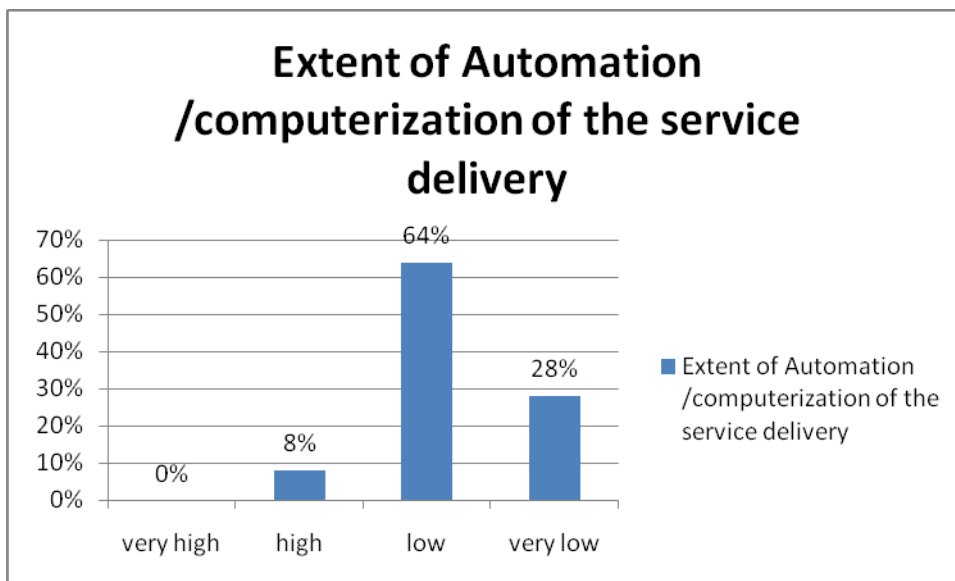 Extent of Automation
/computerization of the service
delivery
70%
60%
50%
40%
30%
20%
10%
0%
0%
8%
64%
28%
very high
high
low
very low
Extent of Automation
/computerization of the
service delivery